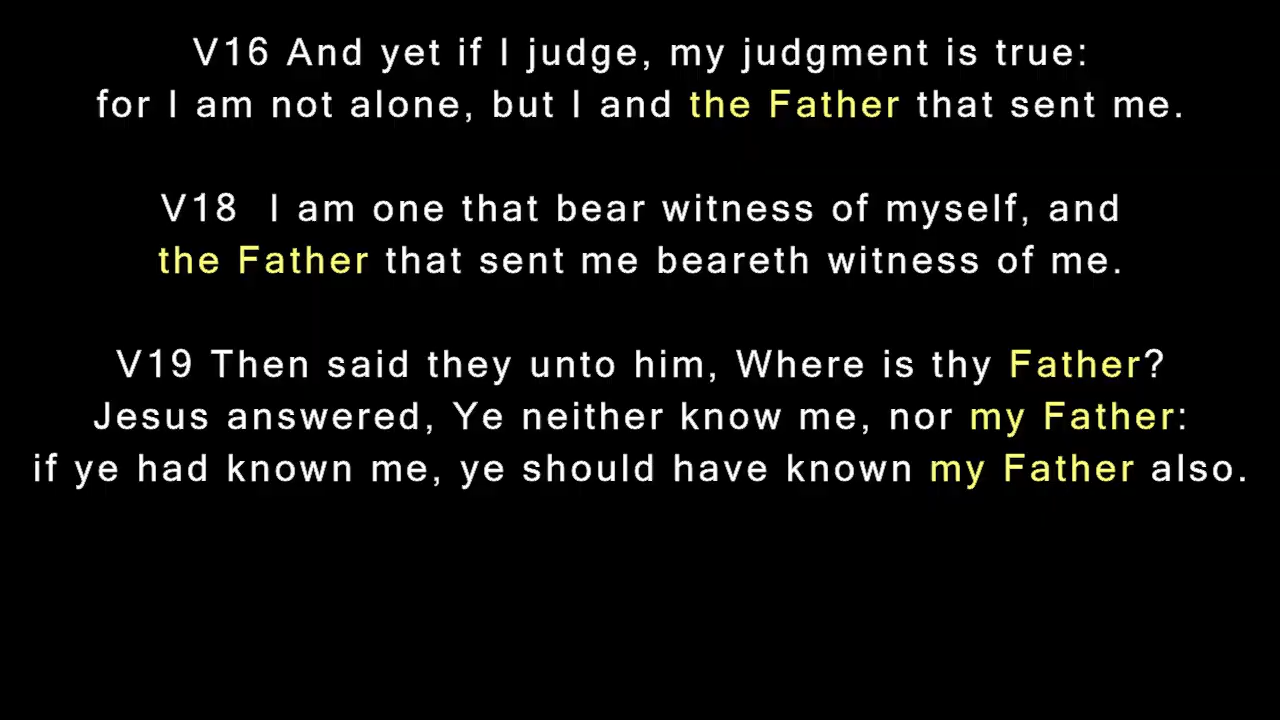 V16 And yet if I judge, my judgment is true:
for I am not alone, but I and the Father that sent me.
V18 I am one that bear witness of myself, and
the Father that sent me beareth witness of me.
V19 Then said they unto him, Where is thy Father?
Jesus answered, Ye neither know me, nor my Father:
if ye had known me, ye should have known my Father also.